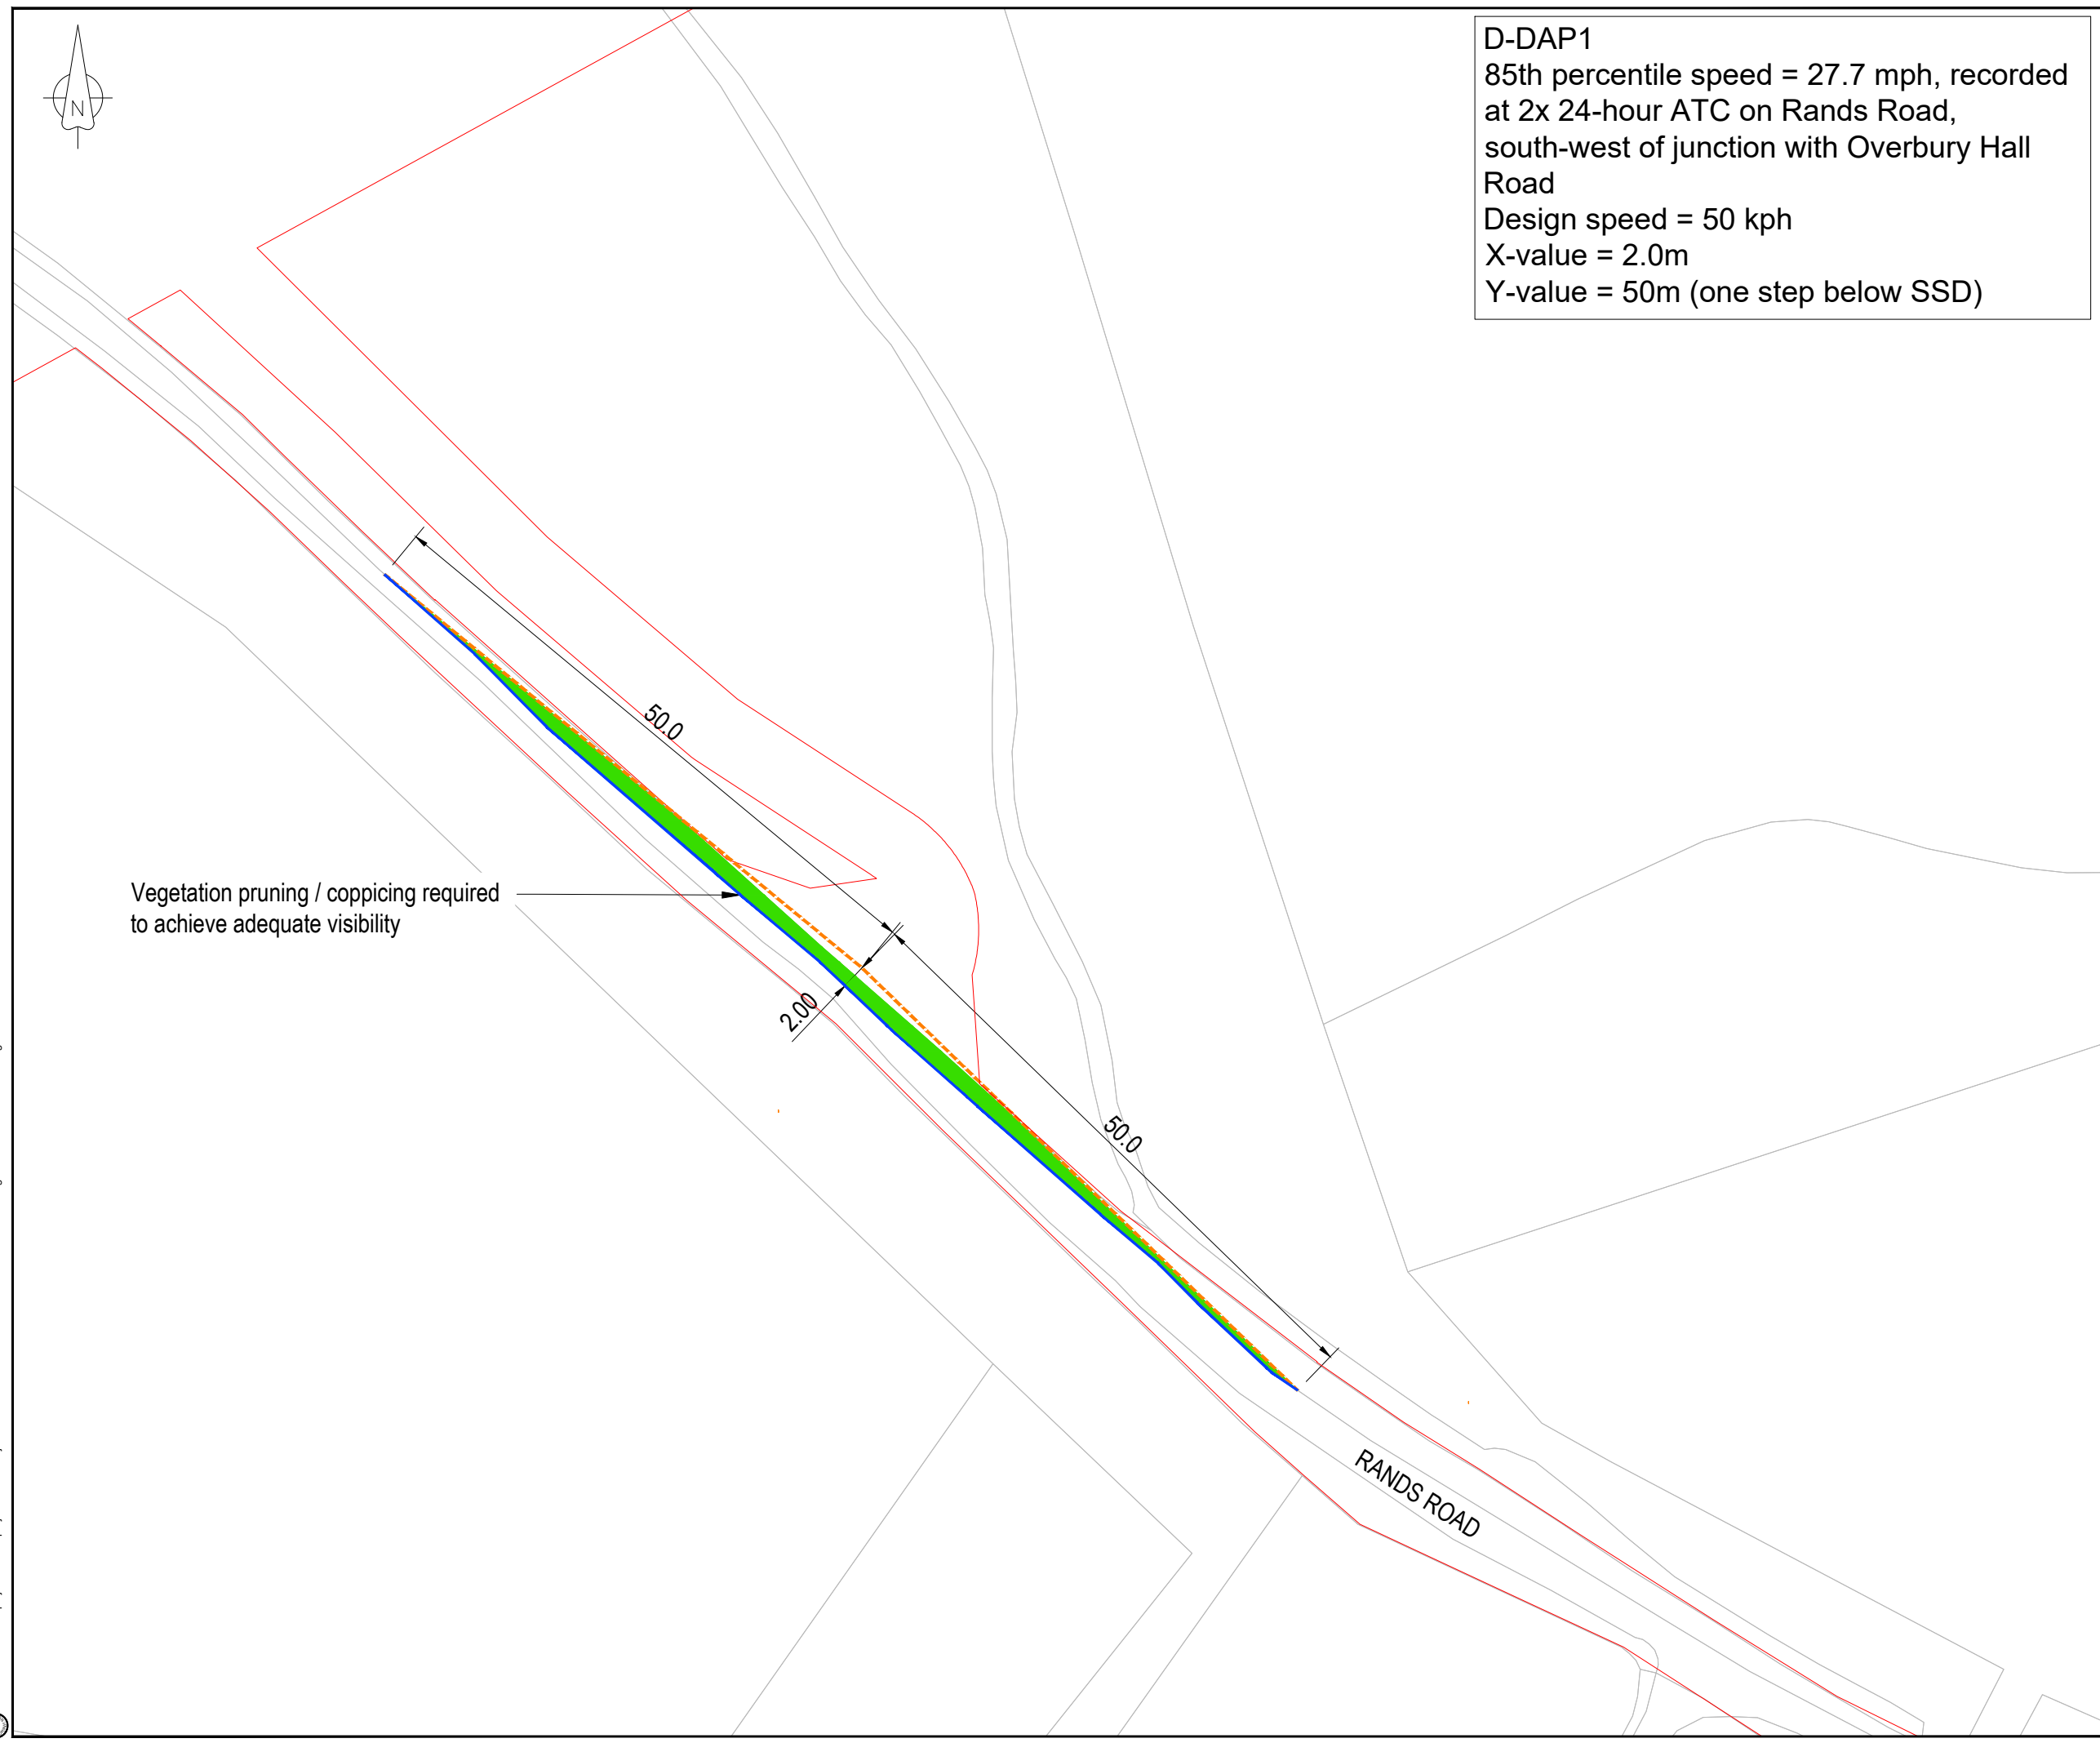 N
D-DAP1
85th percentile speed = 27.7 mph, recorded
at 2x 24-hour ATC on Rands Road,
south-west of junction with Overbury Hall
Road
Design speed = 50 kph
X-value = 2.0m
Y-value = 50m (one step below SSD)
50.0
Vegetation pruning / coppicing required
to achieve adequate visibility
2.00
50.0
RANDS ROAD